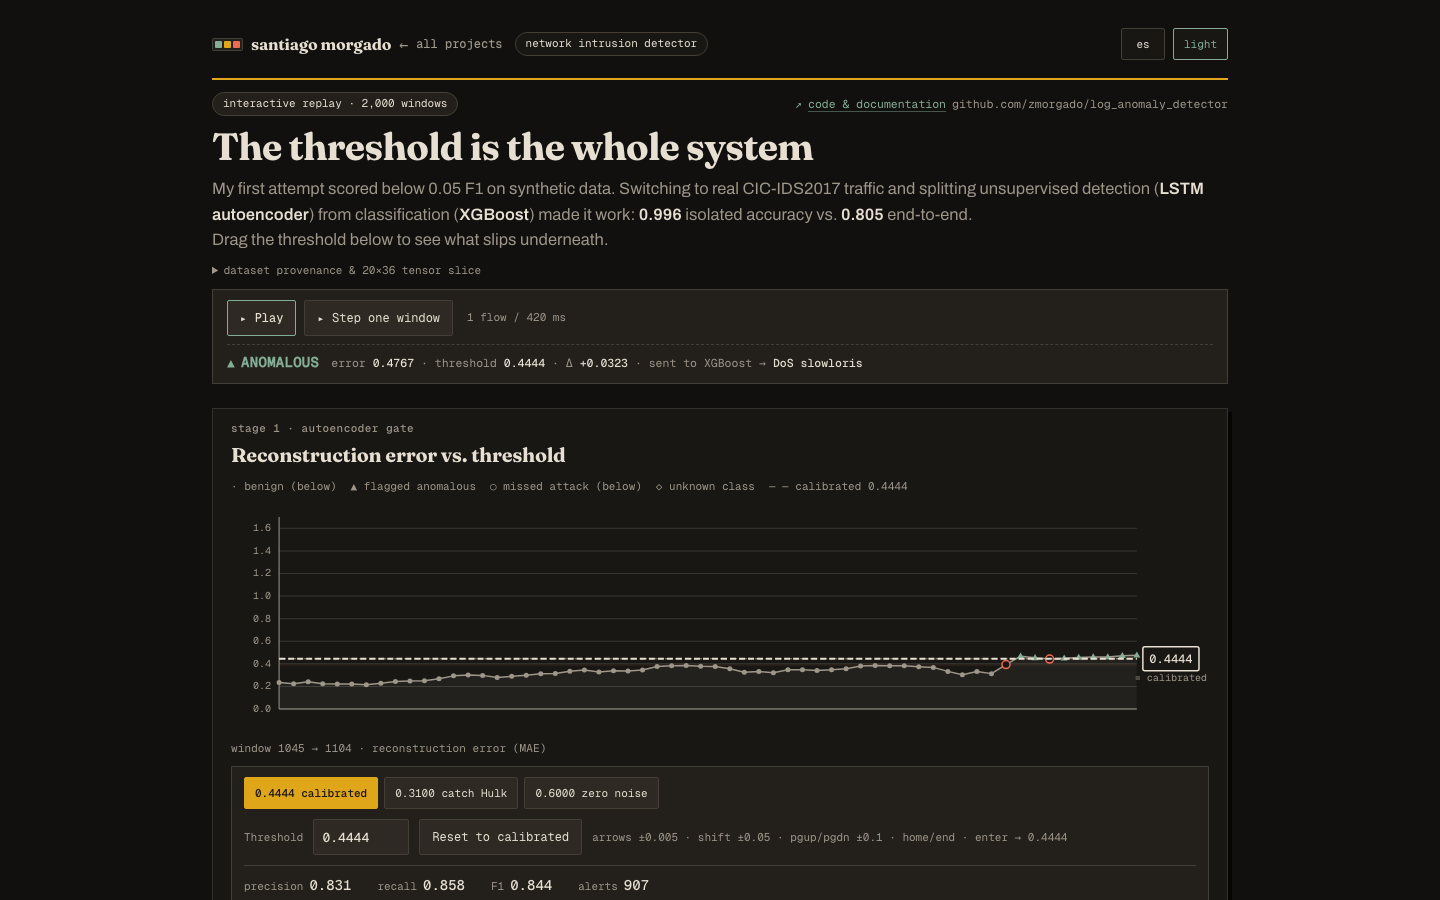 santiago morgado ← all projects network intrusion detector es light
interactive replay · 2,000 windows ↗ code & documentation github.com/zmorgado/log_anomaly_detector
The threshold is the whole system
My first attempt scored below 0.05 F1 on synthetic data. Switching to real CIC-IDS2017 traffic and splitting unsupervised detection (LSTM
autoencoder) from classification (XGBoost) made it work: 0.996 isolated accuracy vs. 0.805 end-to-end.
Drag the threshold below to see what slips underneath.
▶ dataset provenance & 20×36 tensor slice
▸ Play ▸ Step one window 1 flow / 420 ms
▲ ANOMALOUS error 0.4767 · threshold 0.4444 · Δ +0.0323 · sent to XGBoost → DoS slowloris
stage 1 · autoencoder gate
Reconstruction error vs. threshold
· benign (below) ▲ flagged anomalous ○ missed attack (below) ◇ unknown class — — calibrated 0.4444
1.6
1.4
1.2
1.0
0.8
0.6
0.4
0.2
0.0
0.4444
= calibrated
window 1045 → 1104 · reconstruction error (MAE)
0.4444 calibrated 0.3100 catch Hulk 0.6000 zero noise
Threshold 0.4444 Reset to calibrated arrows ±0.005 · shift ±0.05 · pgup/pgdn ±0.1 · home/end · enter → 0.4444
precision 0.831 recall 0.858 F1 0.844 alerts 907